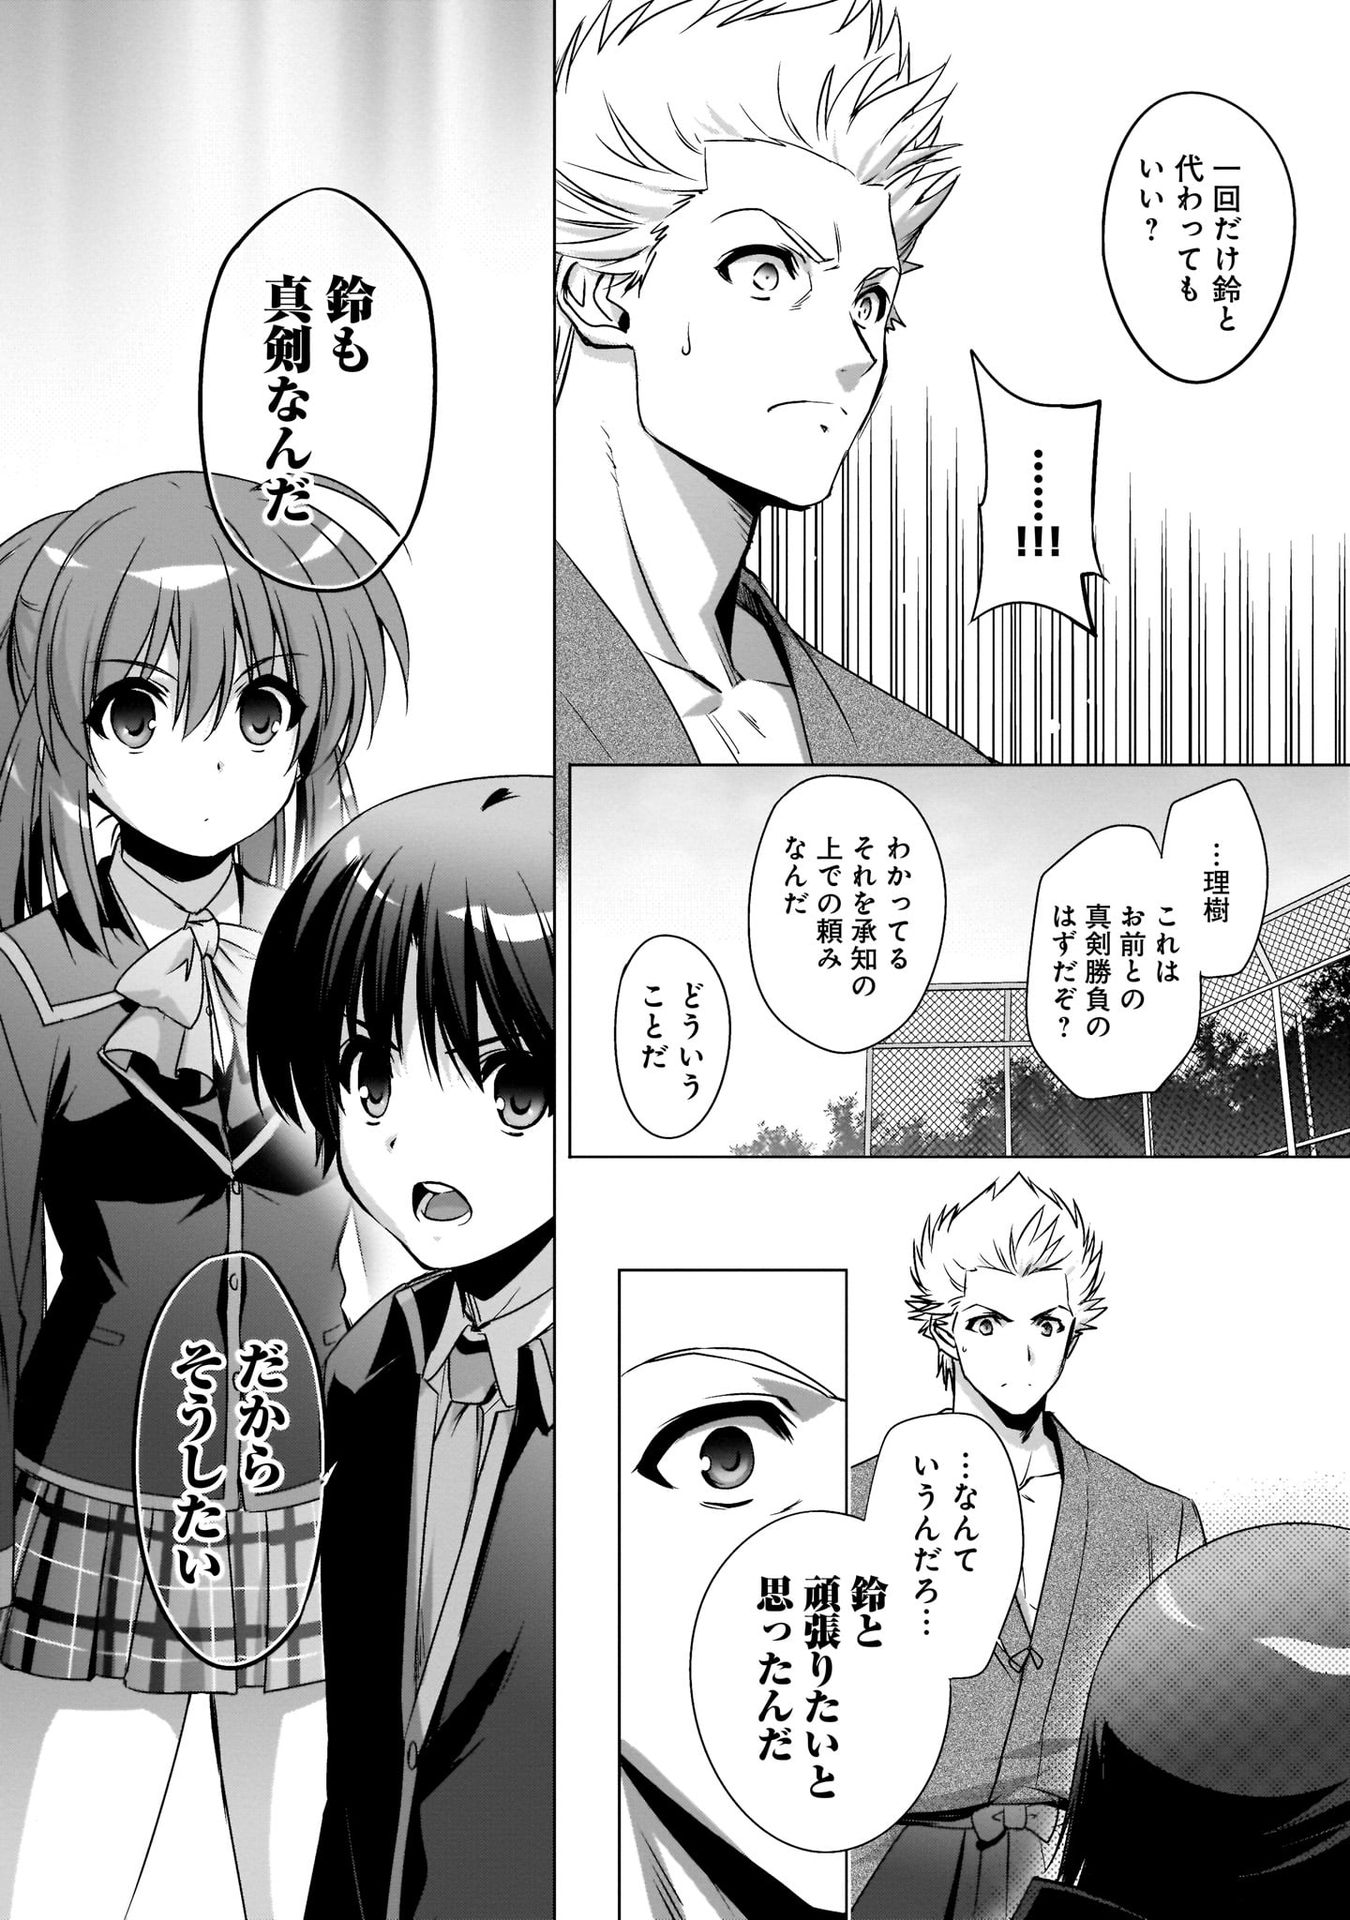 一回だけ鈴と
代わっても
いい？
……
!!!
…理樹
これは
お前との
真剣勝負の
はずだぞ？
わかってる
それを承知の
上での頼み
なんだ
どういう
ことだ
…なんて
いうんだろ…
鈴と
頑張りたいと
思ったんだ
鈴も
真剣なんだ
だから
そうしたい